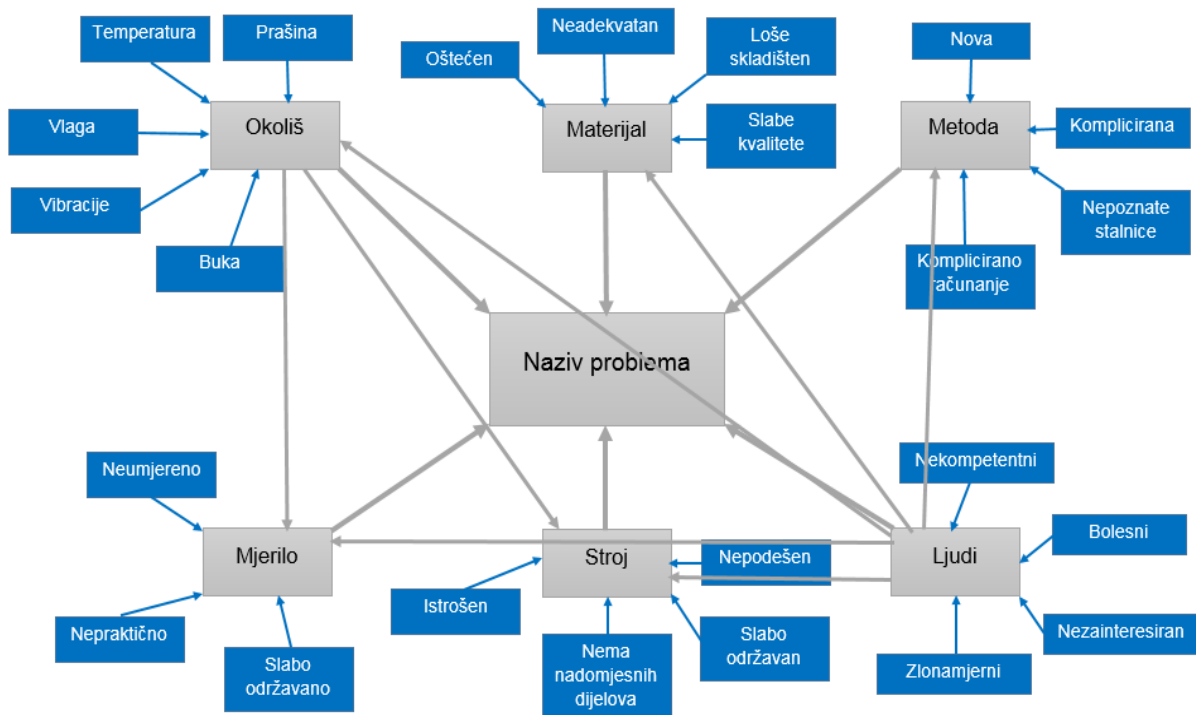 Temperatura
Prašina
Neadekvatan
Loše
skladišten
Nova
Oštećen
Vlaga
Okoliš
Materijal
Slabe
kvalitete
Metoda
Komplicirana
Vibracije
Buka
Nepoznate
stalnice
Komplicirano
računanje
Naziv problema
Neumjereno
Nekompetentni
Bolesni
Mjerilo
Stroj
Nepodešen
Ljudi
Istrošen
Nepraktično
Slabo
održavano
Nema
nadomjesnih
dijelova
Slabo
održavan
Zlonamjerni
Nezainteresiran